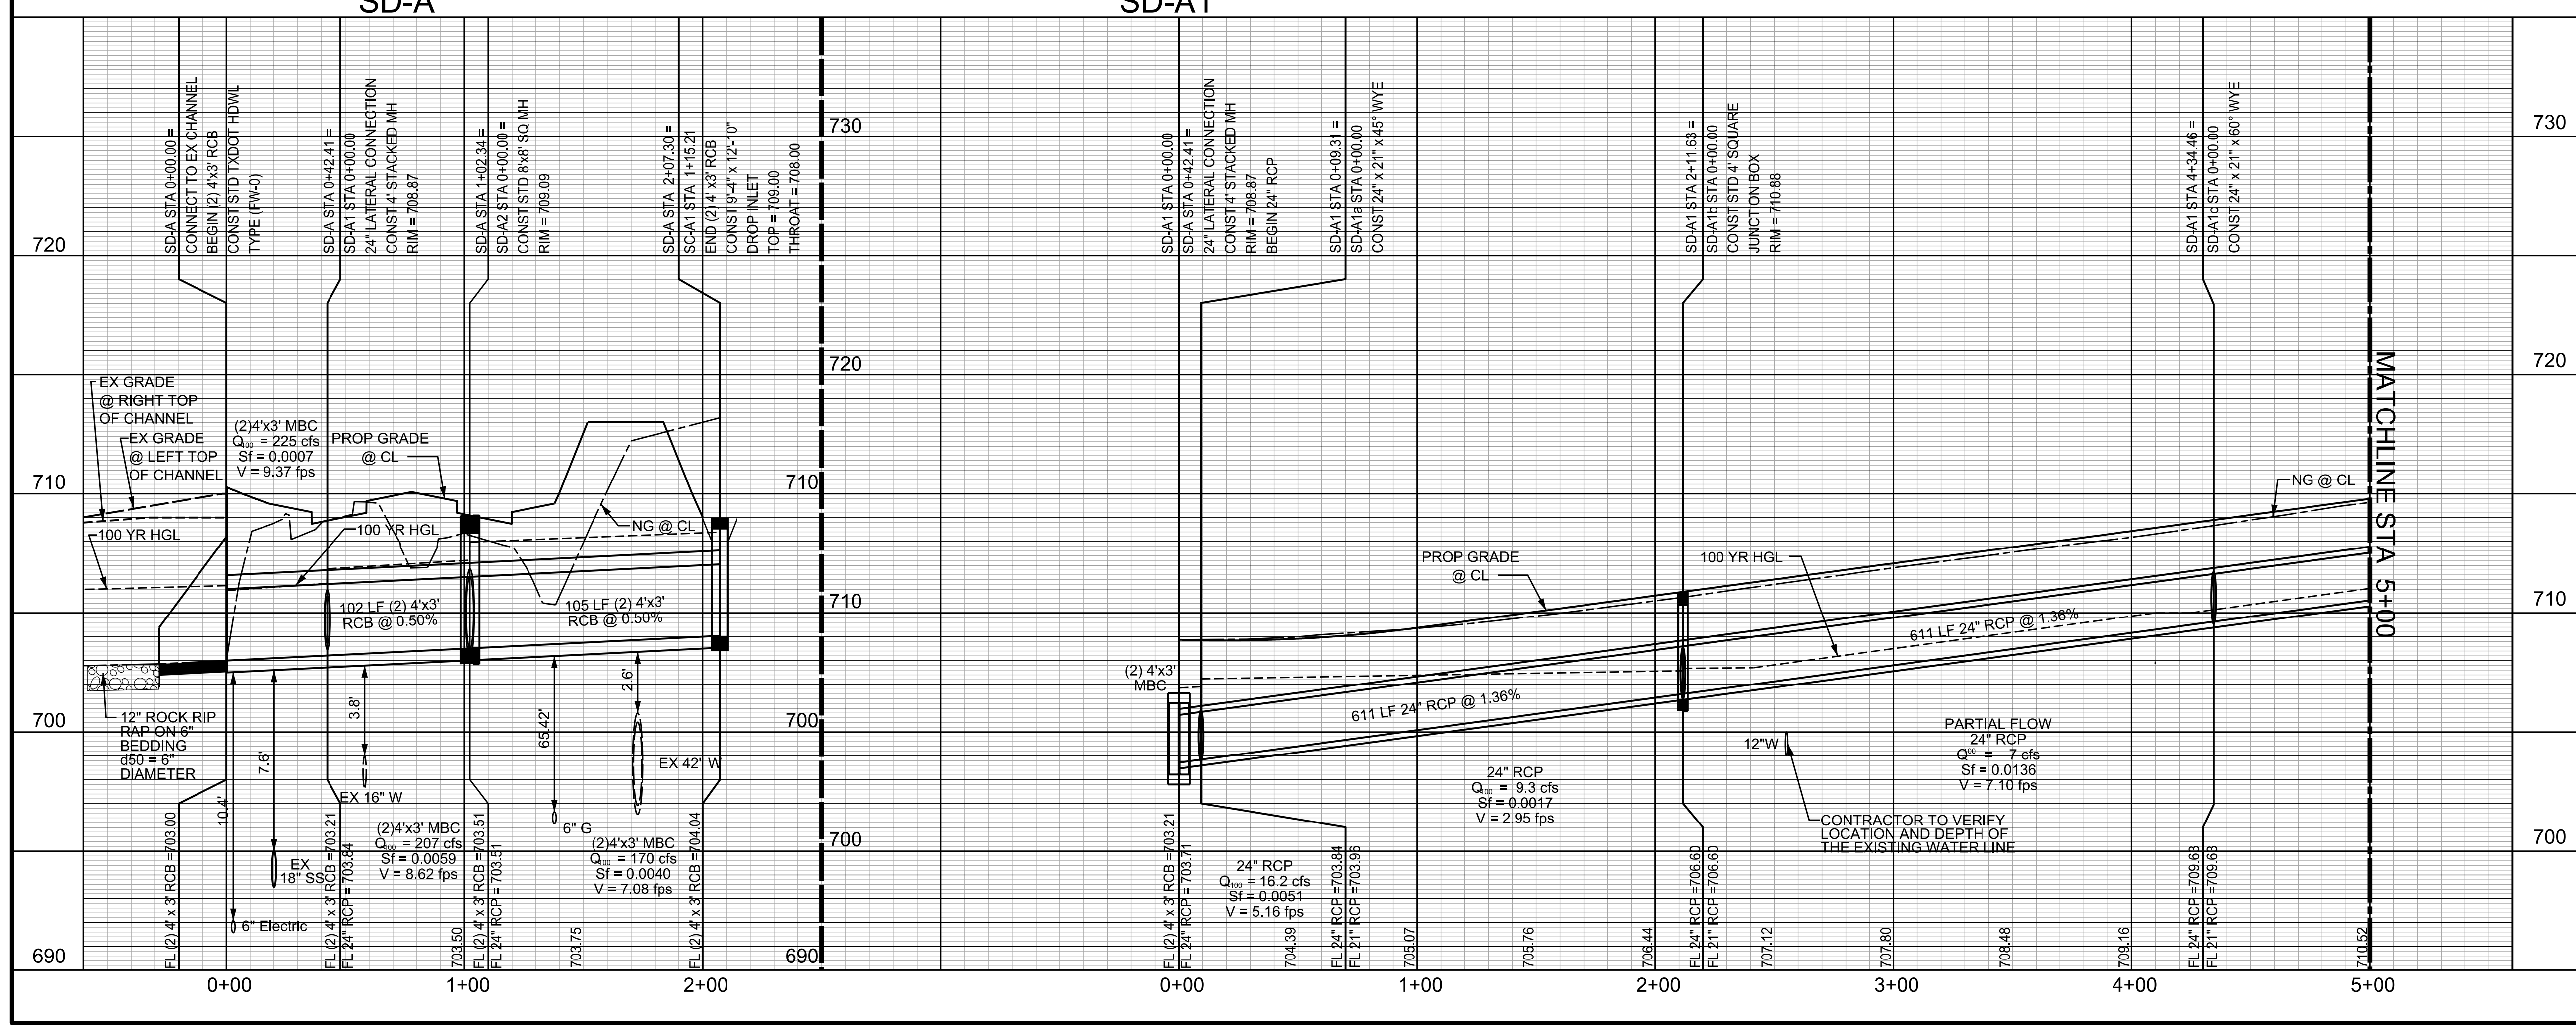 SD-A
SD-A1
730
720
710
700
690
730
720
710
710
700
700
690
730
720
720
710
710
700
700
690
SD-A STA 0+00.00 =
CONNECT TO EX CHANNEL
BEGIN (2) 4'x3' RCB
CONST STD TXDOT HDWL
TYPE (FW-0)
SD-A STA 0+42.41 =
SD-A1 STA 0+00.00
24" LATERAL CONNECTION
CONST 4' STACKED MH
RIM = 708.87
SD-A STA 1+02.34 =
SD-A2 STA 0+00.00 =
CONST STD 8'x8' SQ MH
RIM = 709.09
SD-A STA 2+07.30 =
SC-A1 STA 1+15.21
END (2) 4' x3' RCB
CONST 9'-4" x 12'-10"
DROP INLET
TOP = 709.00
THROAT = 708.00
EX GRADE
@ RIGHT TOP
OF CHANNEL
EX GRADE
@ LEFT TOP
OF CHANNEL
100 YR HGL
(2)4'x3' MBC
Q100 = 225 cfs
Sf = 0.0007
V = 9.37 fps
PROP GRADE
@ CL
100 YR HGL
NG @ CL
102 LF (2) 4'x3'
RCB @ 0.50%
105 LF (2) 4'x3'
RCB @ 0.50%
12" ROCK RIP
RAP ON 6"
BEDDING
d50 = 6"
DIAMETER
10.4'
7.6'
3.8'
65.42'
2.6'
EX
18" SS
6" Electric
EX 16" W
6" G
EX 42' W
(2)4'x3' MBC
Q100 = 207 cfs
Sf = 0.0059
V = 8.62 fps
(2)4'x3' MBC
Q100 = 170 cfs
Sf = 0.0040
V = 7.08 fps
FL (2) 4' x 3' RCB =703.00
FL (2) 4' x 3' RCB =703.21
FL 24" RCP = 703.84
703.50
FL (2) 4' x 3' RCB =703.51
FL 24" RCP = 703.51
703.75
FL (2) 4' x 3' RCB =704.04
0+00
1+00
2+00
SD-A1 STA 0+00.00
SD-A STA 0+42.41=
24" LATERAL CONNECTION
CONST 4' STACKED MH
RIM = 708.87
BEGIN 24" RCP
SD-A1 STA 0+09.31 =
SD-A1a STA 0+00.00
CONST 24" x 21" x45° WYE
SD-A1 STA 2+11.63 =
SD-A1b STA 0+00.00
CONST STD 4' SQUARE
JUNCTION BOX
RIM = 710.88
SD-A1 STA 4+34.46 =
SD-A1c STA 0+00.00
CONST 24" x 21" x60° WYE
MATCHLINE STA 5+00
NG @ CL
PROP GRADE
@ CL
100 YR HGL
(2) 4'x3'
MBC
611 LF 24" RCP @ 1.36%
611 LF 24" RCP @ 1.36%
12"W
PARTIAL FLOW
24" RCP
Q100 = 7 cfs
Sf = 0.0136
V = 7.10 fps
24" RCP
Q100 = 9.3 cfs
Sf = 0.0017
V = 2.95 fps
CONTRACTOR TO VERIFY
LOCATION AND DEPTH OF
THE EXISTING WATER LINE
24" RCP
Q100 = 16.2 cfs
Sf = 0.0051
V = 5.16 fps
FL (2) 4' x 3' RCB =703.21
FL 24" RCP = 703.71
704.39
FL 24" RCP =703.84
FL 21" RCP =703.96
705.07
705.76
706.44
FL 24" RCP =706.60
FL 21" RCP =706.60
707.12
707.80
708.48
709.16
FL 24" RCP =709.63
FL 21" RCP =709.63
710.52
0+00
1+00
2+00
3+00
4+00
5+00